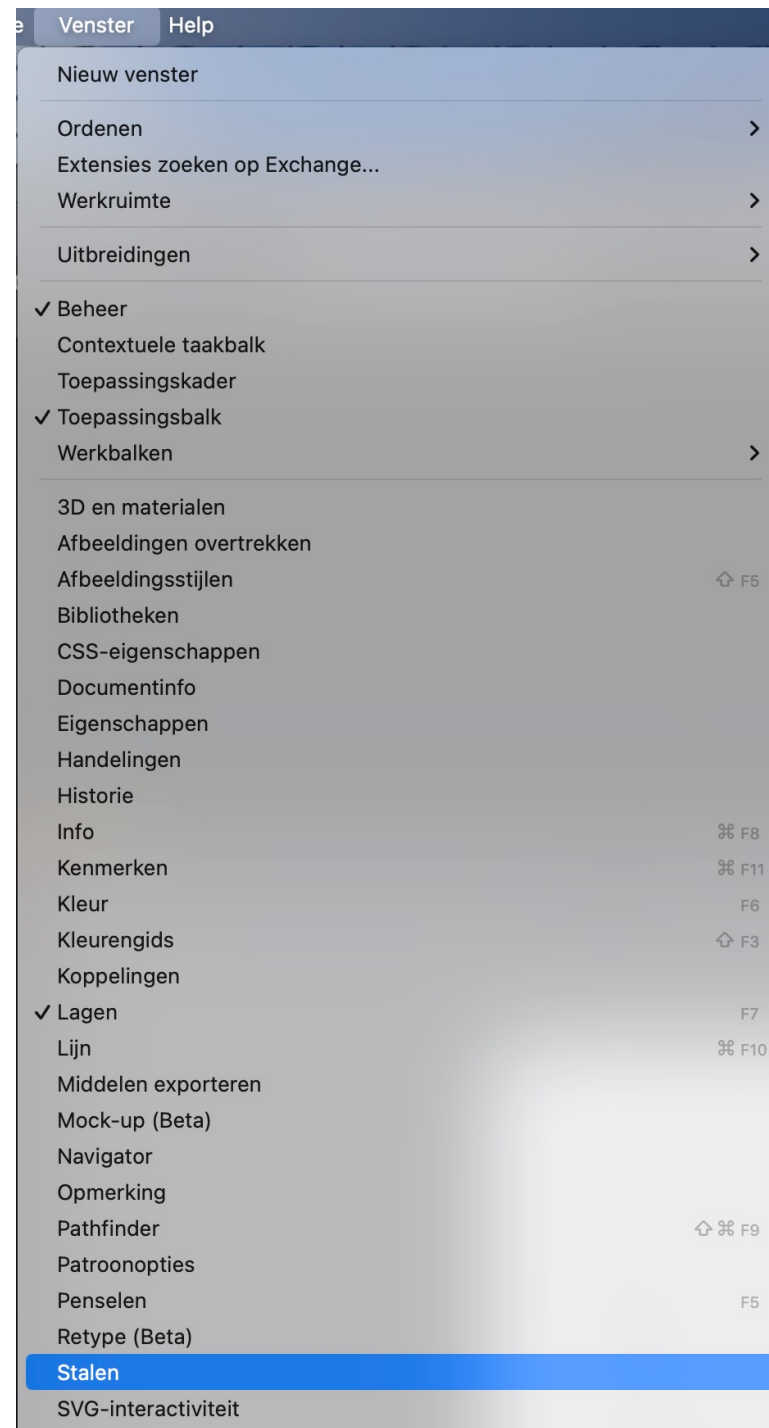 e Venster Help
Nieuw venster
Ordenen >
Extensies zoeken op Exchange...
Werkruimte >
Uitbreidingen >
✓ Beheer
Contextuele taakbalk
Toepassingskader
✓ Toepassingsbalk
Werkbalken >
3D en materialen
Afbeeldingen overtrekken
Afbeeldingsstijlen ⇧ F5
Bibliotheken
CSS-eigenschappen
Documentinfo
Eigenschappen
Handelingen
Historie
Info ⌘ F8
Kenmerken ⌘ F11
Kleur F6
Kleurengids ⇧ F3
Koppelingen
✓ Lagen F7
Lijn ⌘ F10
Middelen exporteren
Mock-up (Beta)
Navigator
Opmerking
Pathfinder ⇧ ⌘ F9
Patroonopties
Penselen F5
Retype (Beta)
Stalen
SVG-interactiviteit